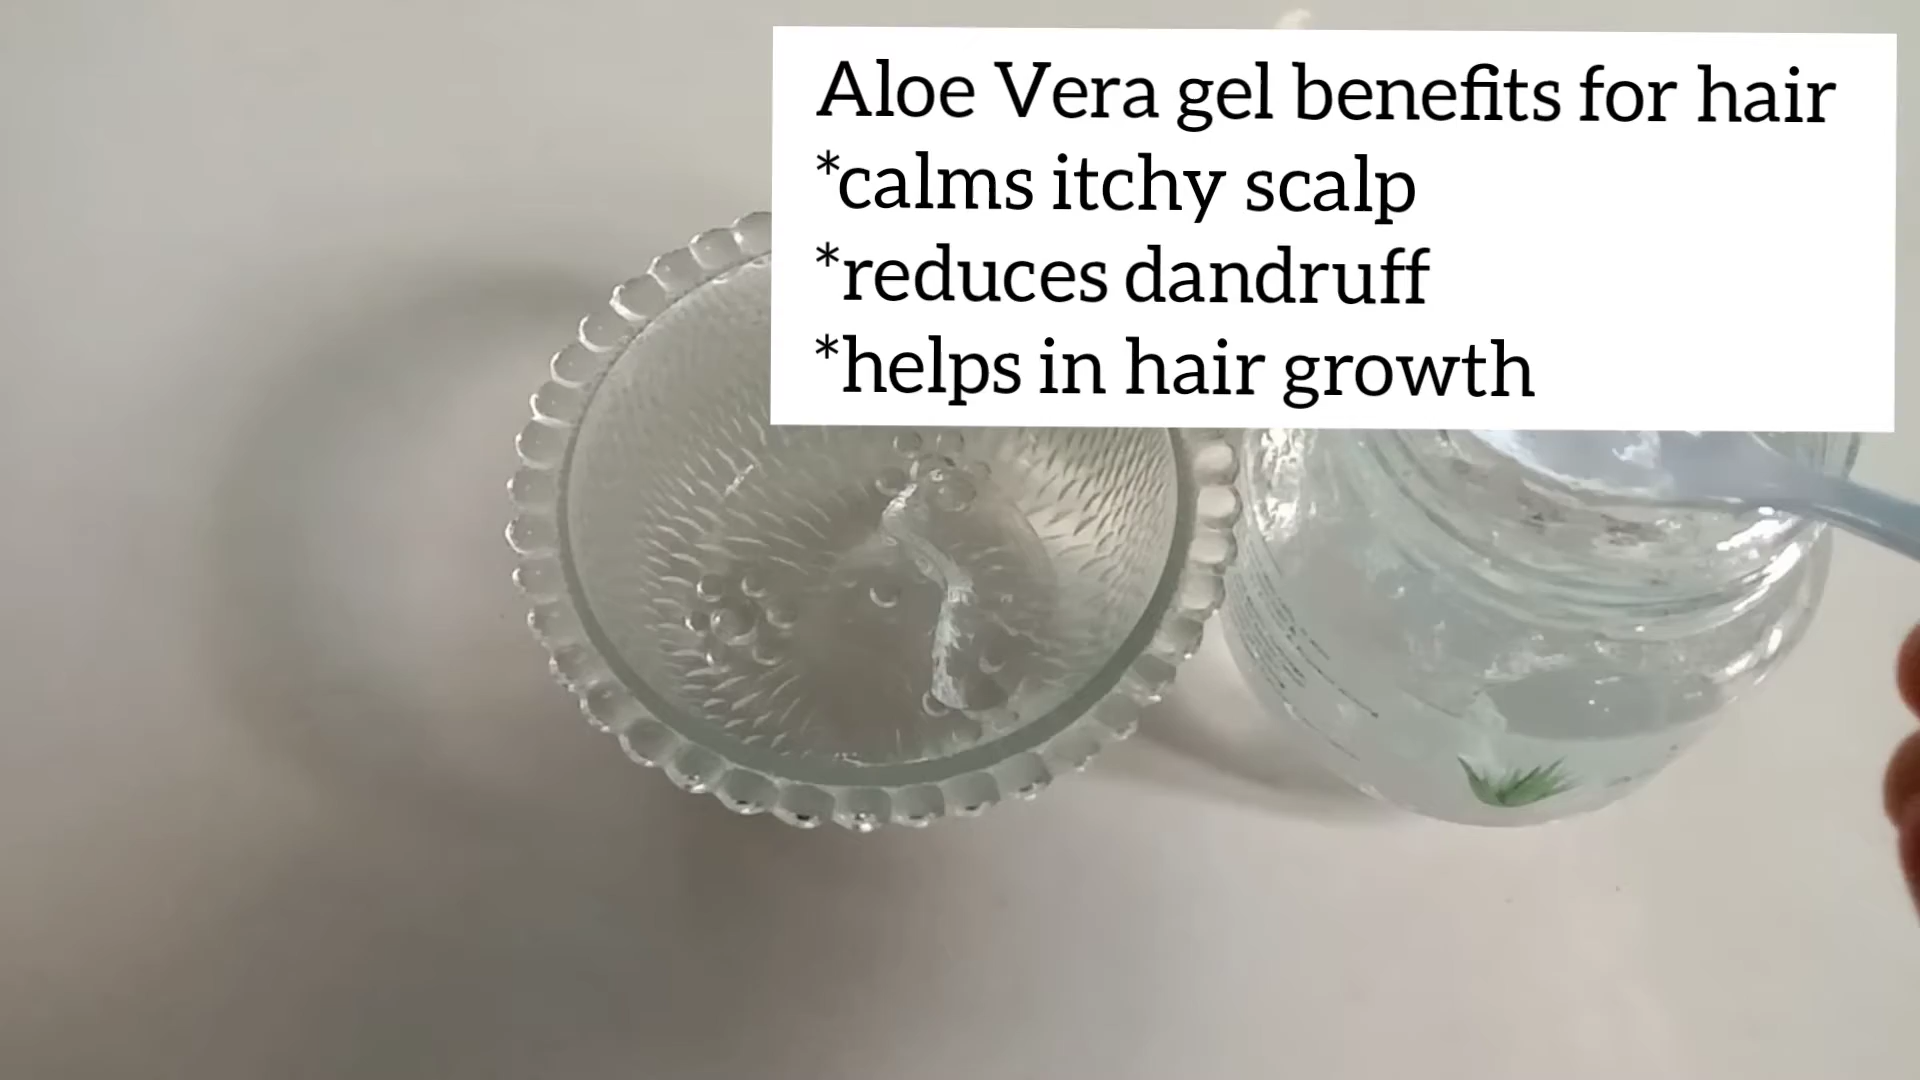 Aloe Vera gel benefits for hair
*calms itchy scalp
*reduces dandruff
*helps in hair growth